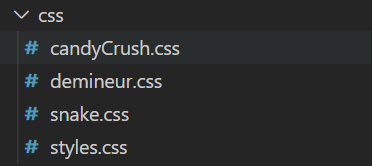 css
# candyCrush.css
# demineur.css
# snake.css
# styles.css